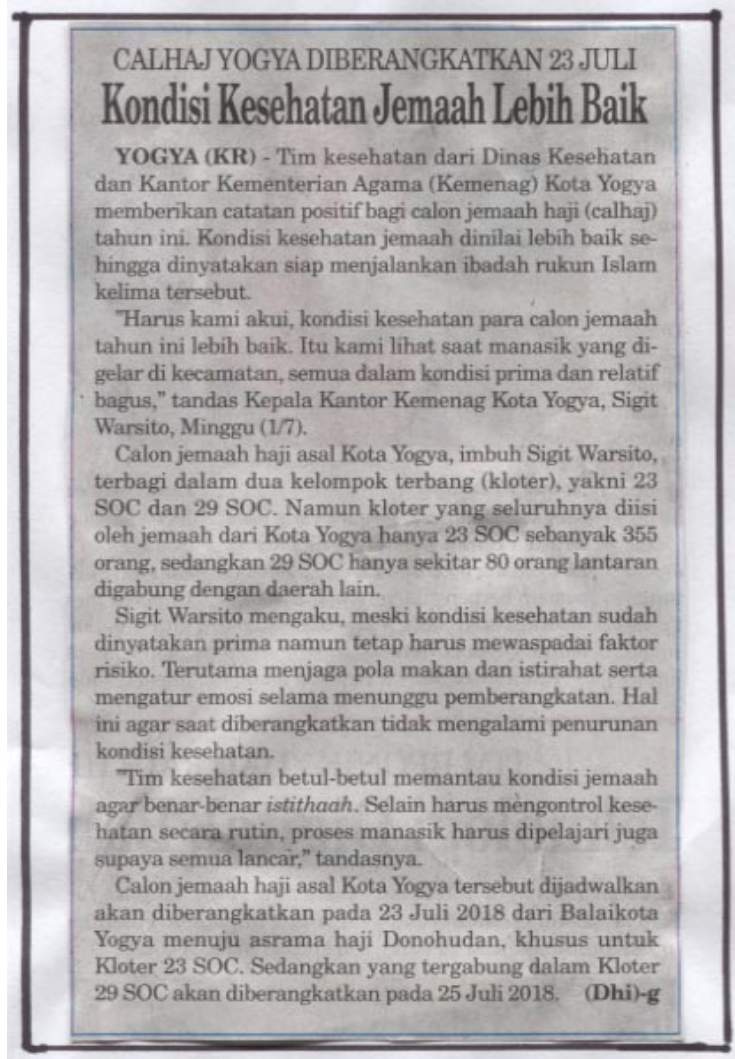 CALHAJ YOGYA DIBERANGKATKAN 23 JULI
Kondisi Kesehatan Jemaah Lebih Baik
YOGYA (KR) - Tim kesehatan dari Dinas Kesehatan
dan Kantor Kementerian Agama (Kemenag) Kota Yogya
memberikan catatan positif bagi calon jemaah haji (calhaj)
tahun ini. Kondisi kesehatan jemaah dinilai lebih baik se-
hingga dinyatakan siap menjalankan ibadah rukun Islam
kelima tersebut.
"Harus kami akui, kondisi kesehatan para calon jemaah
tahun ini lebih baik. Itu kami lihat saat manasik yang di-
gelar di kecamatan, semua dalam kondisi prima dan relatif
bagus," tandas Kepala Kantor Kemenag Kota Yogya, Sigit
Warsito, Minggu (1/7).
Calon jemaah haji asal Kota Yogya, imbuh Sigit Warsito,
terbagi dalam dua kelompok terbang (kloter), yakni 23
SOC dan 29 SOC. Namun kloter yang seluruhnya diisi
oleh jemaah dari Kota Yogya hanya 23 SOC sebanyak 355
orang, sedangkan 29 SOC hanya sekitar 80 orang lantaran
digabung dengan daerah lain.
Sigit Warsito mengaku, meski kondisi kesehatan sudah
dinyatakan prima namun tetap harus mewaspadai faktor
risiko. Terutama menjaga pola makan dan istirahat serta
mengatur emosi selama menunggu pemberangkatan. Hal
ini agar saat diberangkatkan tidak mengalami penurunan
kondisi kesehatan.
"Tim kesehatan betul-betul memantau kondisi jemaah
agar benar-benar istithaah. Selain harus mengontrol kese-
hatan secara rutin, proses manasik harus dipelajari juga
supaya semua lancar," tandasnya.
Calon jemaah haji asal Kota Yogya tersebut dijadwalkan
akan diberangkatkan pada 23 Juli 2018 dari Balaikota
Yogya menuju asrama haji Donohudan, khusus untuk
Kloter 23 SOC. Sedangkan yang tergabung dalam Kloter
29 SOC akan diberangkatkan pada 25 Juli 2018. (Dhi)-g